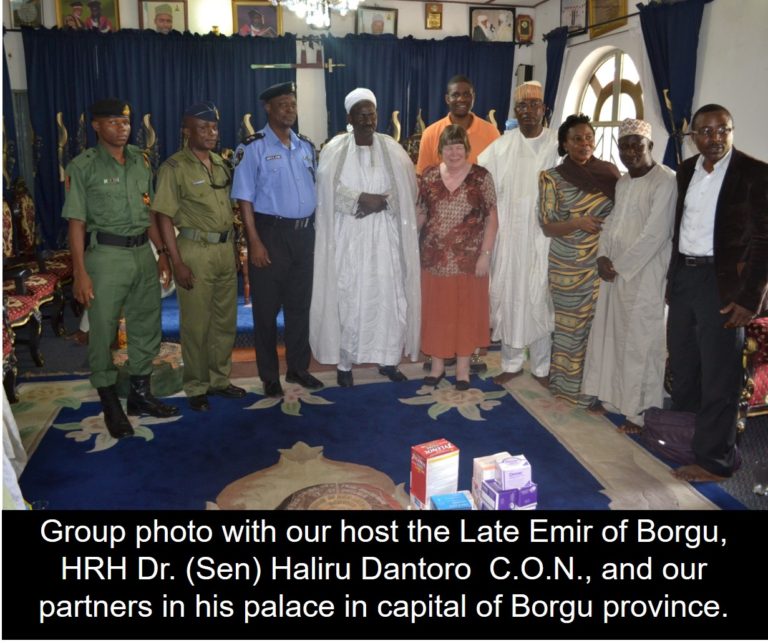 TYLENOL
Group photo with our host the Late Emir of Borgu,
HRH Dr. (Sen) Haliru Dantoro  C.O.N., and our
partners in his palace in capital of Borgu province.